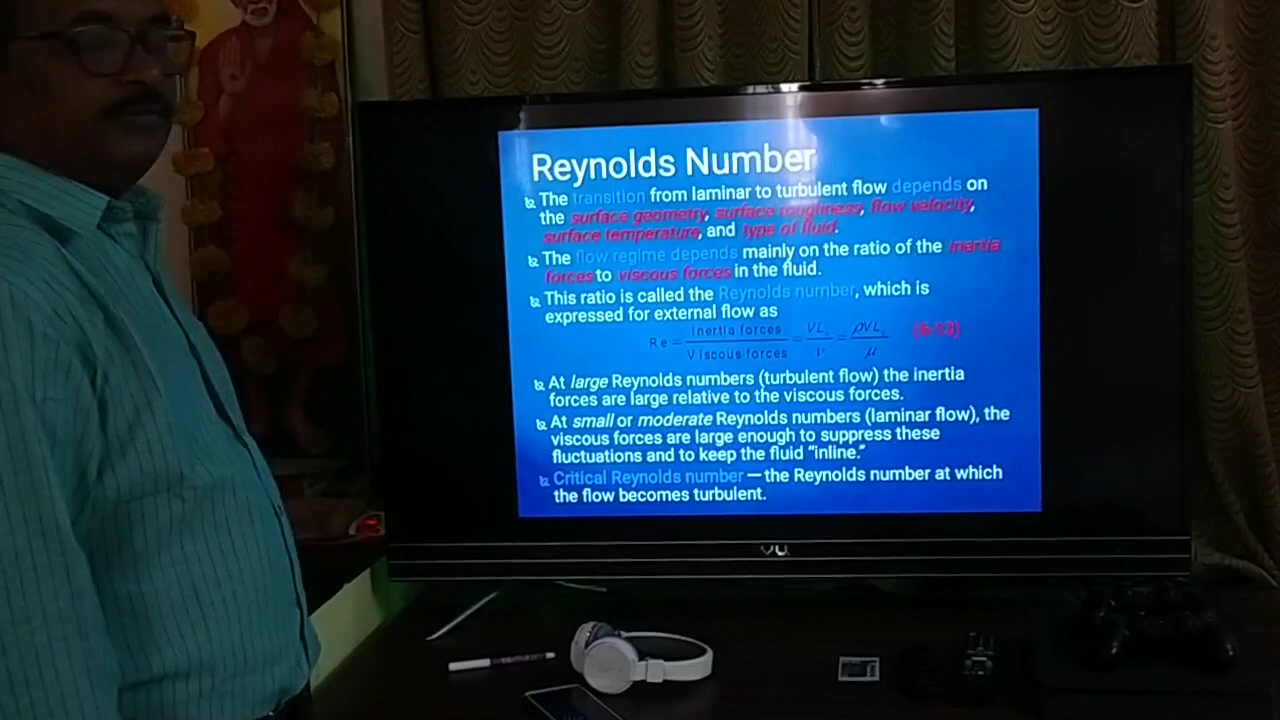 Reynolds Number
The transition from laminar to turbulent flow depends on
the surface geometry, surface roughness, flow velocity,
surface temperature, and type of fluid.
The flow regime depends mainly on the ratio of the inertia
forces to viscous forces in the fluid.
This ratio is called the Reynolds number, which is
expressed for external flow as
Re = Inertia forces / Viscous forces = VL꜀ / ν = ρVL꜀ / μ (6-13)
At large Reynolds numbers (turbulent flow) the inertia
forces are large relative to the viscous forces.
At small or moderate Reynolds numbers (laminar flow), the
viscous forces are large enough to suppress these
fluctuations and to keep the fluid “inline.”
Critical Reynolds number — the Reynolds number at which
the flow becomes turbulent.
VU